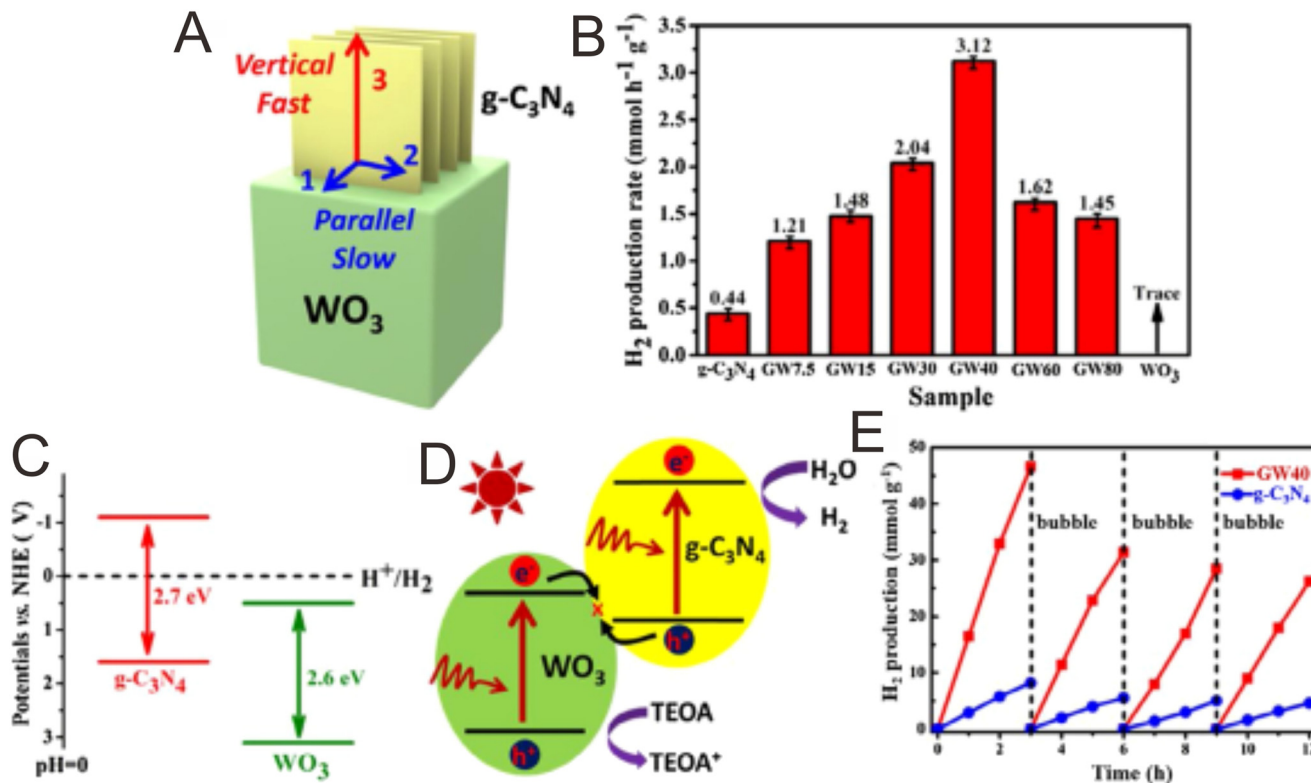 A
Vertical
Fast
3
g-C₃N₄
1
2
Parallel
Slow
WO₃
B
H₂ production rate (mmol h⁻¹ g⁻¹)
3.5
3.0
2.5
2.0
1.5
1.0
0.5
0.0
0.44
1.21
1.48
2.04
3.12
1.62
1.45
Trace
g-C₃N₄ GW7.5 GW15 GW30 GW40 GW60 GW80 WO₃
Sample
C
Potentials vs. NHE ( V)
-1
0
1
2
3
pH=0
H⁺/H₂
2.7 eV
g-C₃N₄
2.6 eV
WO₃
D
e⁻
H₂O
H₂
g-C₃N₄
h⁺
e⁻
x
WO₃
h⁺
TEOA
TEOA⁺
E
H₂ production (mmol g⁻¹)
50
40
30
20
10
0
GW40
g-C₃N₄
bubble bubble bubble
0 2 4 6 8 10 12
Time (h)